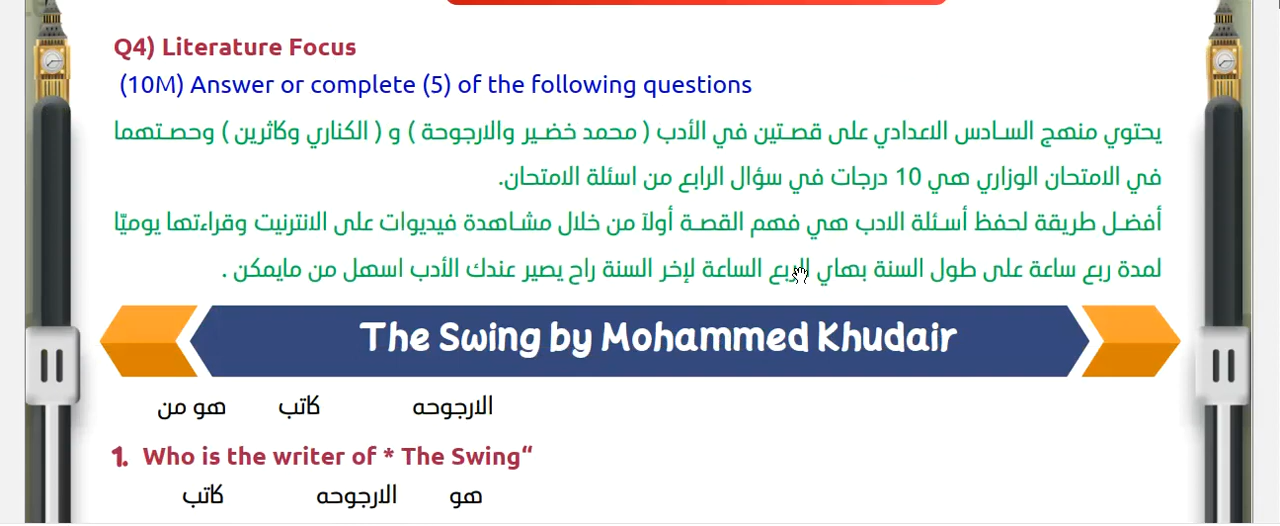 Q4) Literature Focus
(10M) Answer or complete (5) of the following questions
يحتوي منهج السادس الاعدادي على قصتين في الأدب ( محمد خضير والارجوحة ) و ( الكناري وكاثرين ) وحصتهما
في الامتحان الوزاري هي 10 درجات في سؤال الرابع من اسئلة الامتحان.
أفضل طريقة لحفظ أسئلة الادب هي فهم القصة أولاً من خلال مشاهدة فيديوات على الانترنيت وقراءتها يوميّا
لمدة ربع ساعة على طول السنة بهاي الربع الساعة لإخر السنة راح يصير عندك الأدب اسهل من مايمكن .
The Swing by Mohammed Khudair
الارجوحه كاتب هو من
1. Who is the writer of * The Swing“
هو الارجوحه كاتب